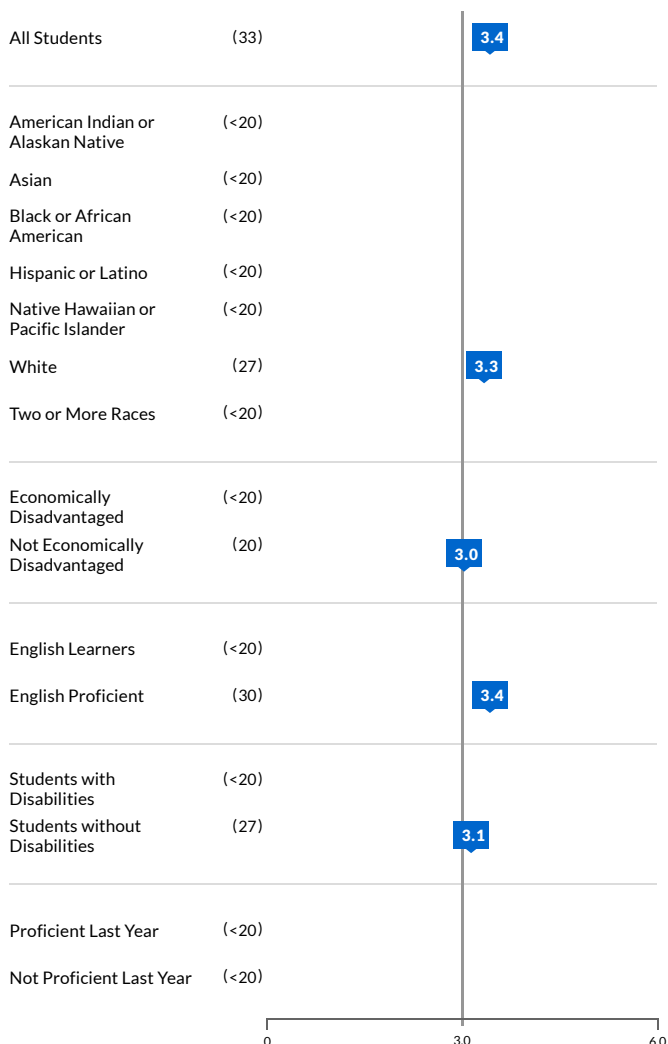 All Students (33) 3.4
American Indian or (<20)
Alaskan Native
Asian (<20)
Black or African (<20)
American
Hispanic or Latino (<20)
Native Hawaiian or (<20)
Pacific Islander
White (27) 3.3
Two or More Races (<20)
Economically (<20)
Disadvantaged
Not Economically (20) 3.0
Disadvantaged
English Learners (<20)
English Proficient (30) 3.4
Students with (<20)
Disabilities
Students without (27) 3.1
Disabilities
Proficient Last Year (<20)
Not Proficient Last Year (<20)
0 3.0 6.0